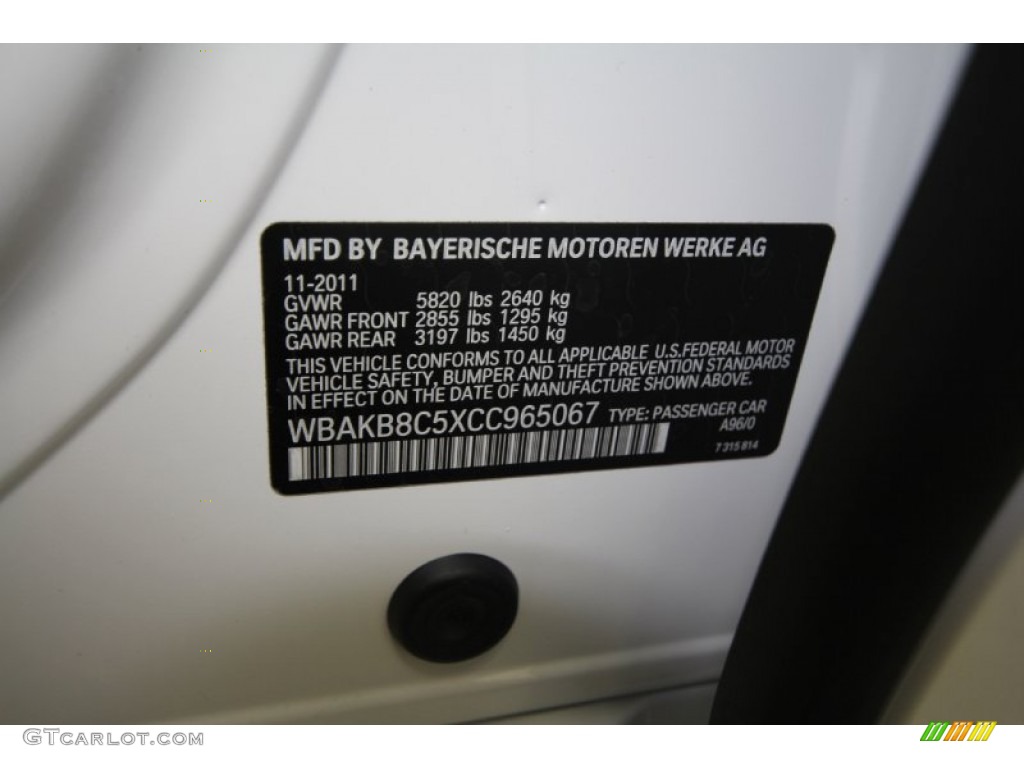 MFD BY BAYERISCHE MOTOREN WERKE AG
11-2011
GVWR 5820 lbs 2640 kg
GAWR FRONT 2855 lbs 1295 kg
GAWR REAR 3197 lbs 1450 kg
THIS VEHICLE CONFORMS TO ALL APPLICABLE U.S.FEDERAL MOTOR
VEHICLE SAFETY, BUMPER AND THEFT PREVENTION STANDARDS
IN EFFECT ON THE DATE OF MANUFACTURE SHOWN ABOVE.
WBAKB8C5XCC965067 TYPE: PASSENGER CAR
A96/0
7 315 814
GTCARLOT.COM